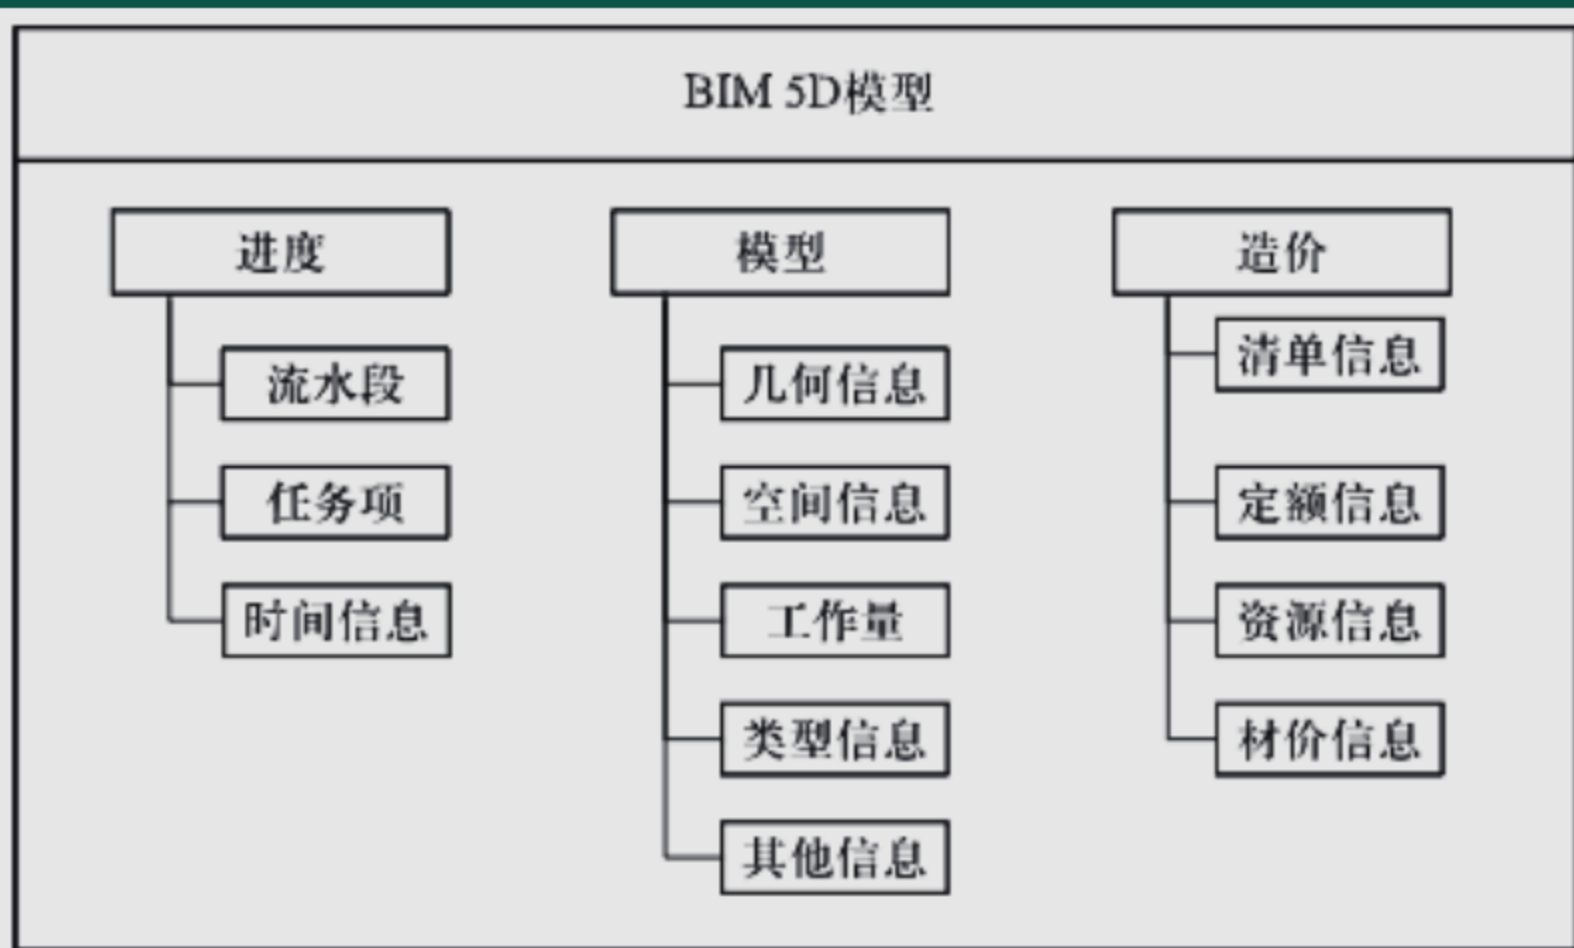 BIM 5D模型
进度
流水段
任务项
时间信息
模型
几何信息
空间信息
工作量
类型信息
其他信息
造价
清单信息
定额信息
资源信息
材价信息